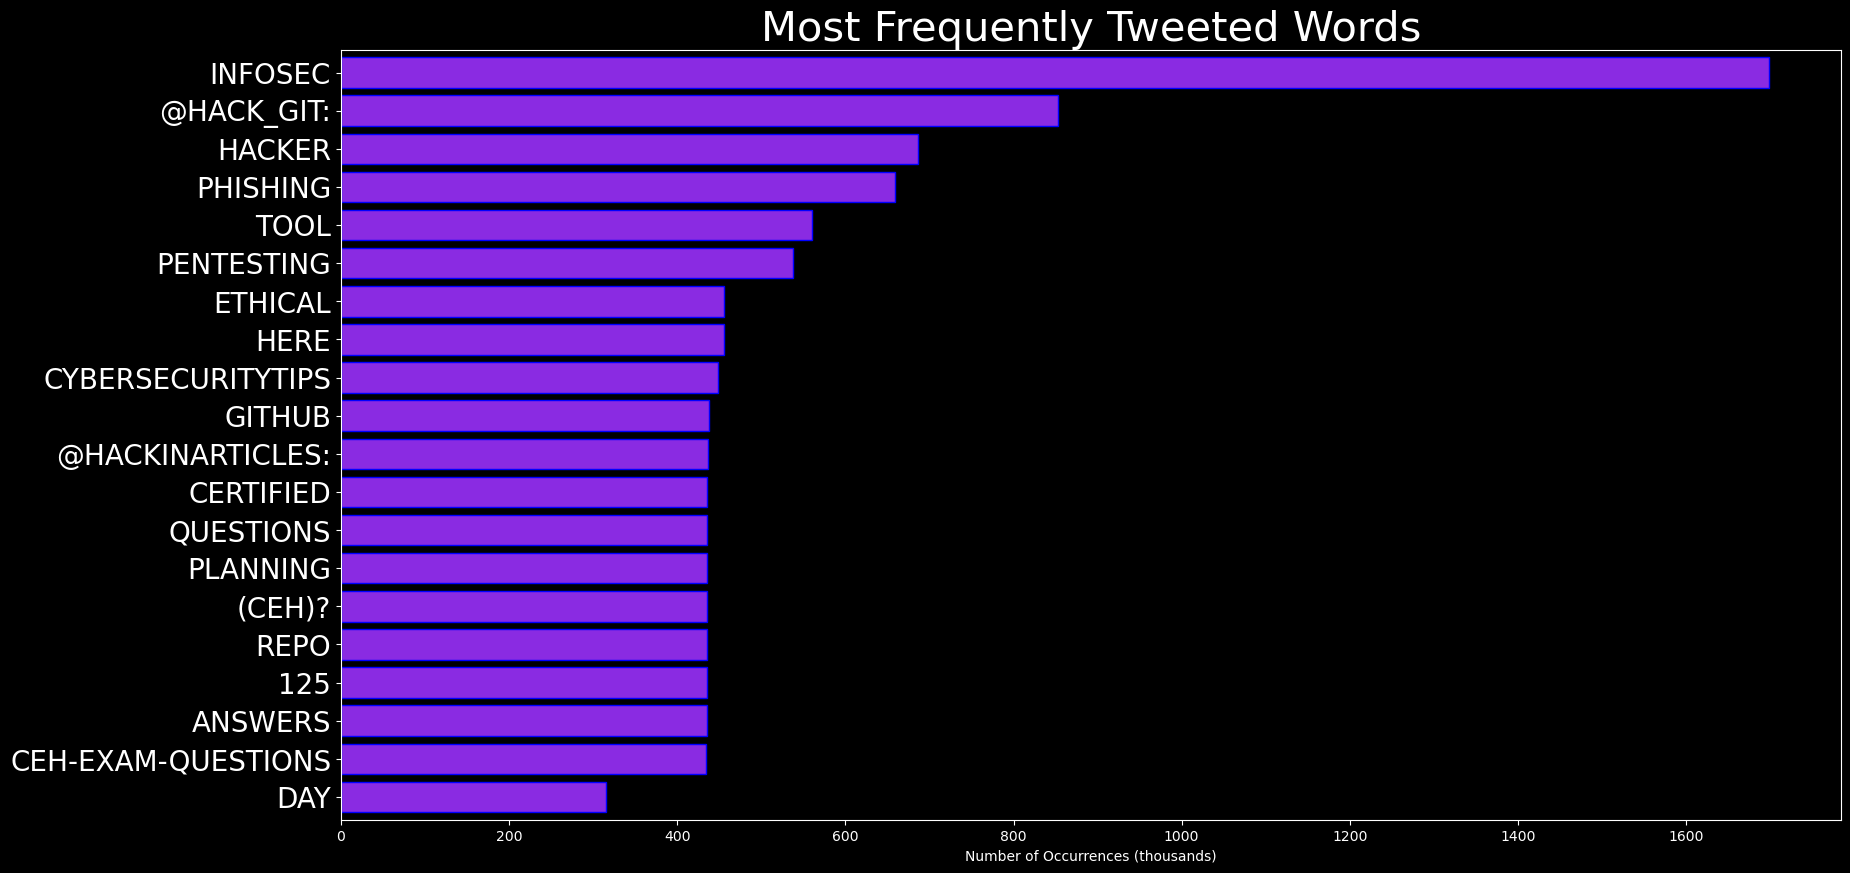 Most Frequently Tweeted Words
INFOSEC
@HACK_GIT:
HACKER
PHISHING
TOOL
PENTESTING
ETHICAL
HERE
CYBERSECURITYTIPS
GITHUB
@HACKINARTICLES:
CERTIFIED
QUESTIONS
PLANNING
(CEH)?
REPO
125
ANSWERS
CEH-EXAM-QUESTIONS
DAY
0 200 400 600 800 1000 1200 1400 1600
Number of Occurrences (thousands)